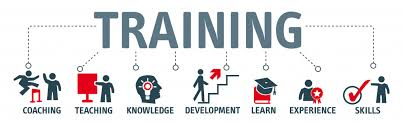 TRAINING
COACHING TEACHING KNOWLEDGE DEVELOPMENT LEARN EXPERIENCE SKILLS